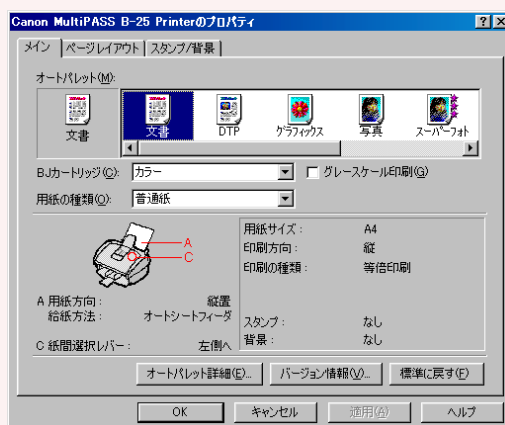 Canon MultiPASS B-25 Printerのプロパティ
メイン ページレイアウト スタンプ/背景
オートパレット(M):
文書 文書 DTP グラフィックス 写真 スーパーフォト
BJカートリッジ(C): カラー グレースケール印刷(G)
用紙の種類(O): 普通紙
A
C
用紙サイズ: A4
印刷方向: 縦
印刷の種類: 等倍印刷
A 用紙方向: 縦置
給紙方法: オートシートフィーダ
スタンプ: なし
背景: なし
C 紙間選択レバー: 左側へ
オートパレット詳細(E)... バージョン情報(V)... 標準に戻す(F)
OK キャンセル 適用(A) ヘルプ